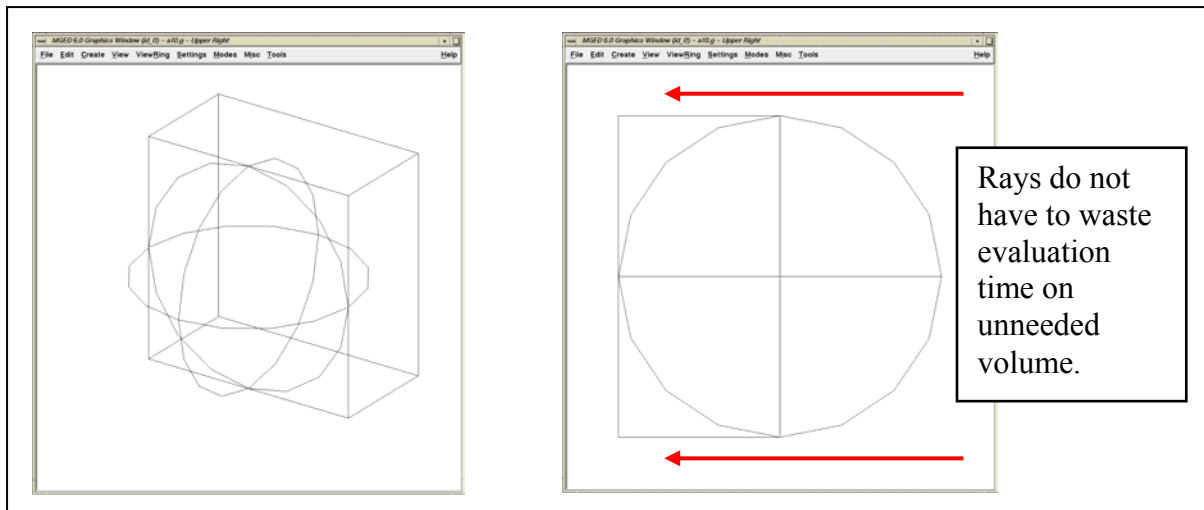 MGED 6.0 Graphics Window (id_0) - a10.g - Upper Right
File Edit Create View ViewRing Settings Modes Misc Tools Help
MGED 6.0 Graphics Window (id_0) - a10.g - Upper Right
File Edit Create View ViewRing Settings Modes Misc Tools Help
Rays do not
have to waste
evaluation
time on
unneeded
volume.